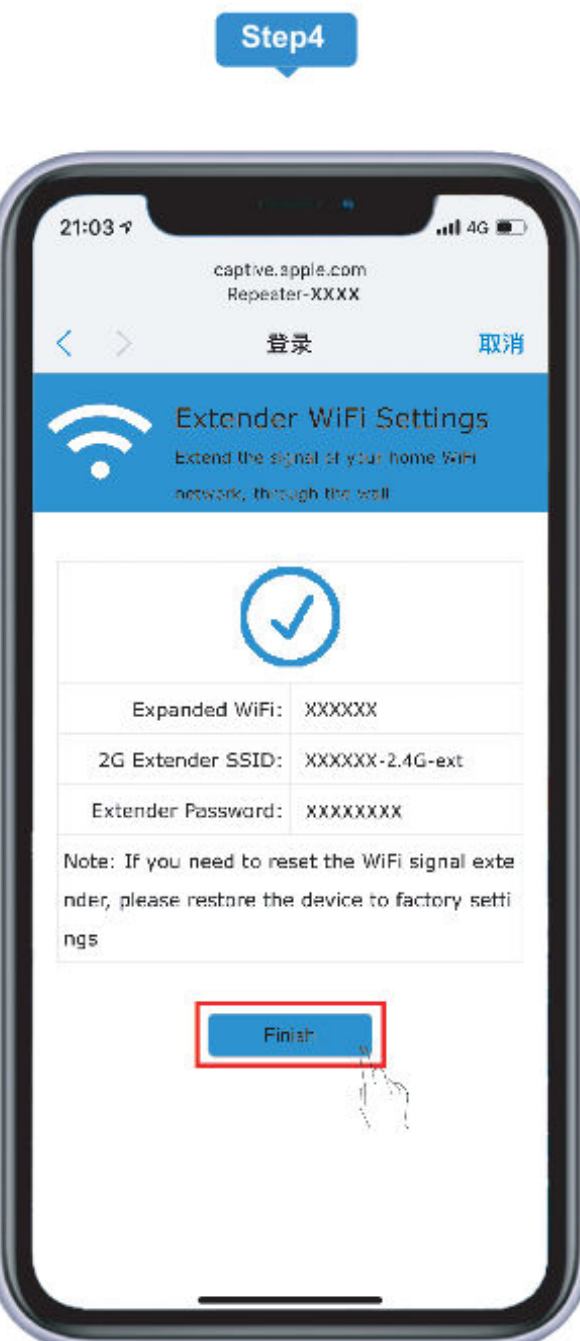 Step4
21:03
4G
captive.apple.com
Repeater-XXXX
< > 登录 取消
Extender WiFi Settings
Extend the signal of your home WiFi
network, through the wall
Expanded WiFi: XXXXXX
2G Extender SSID: XXXXXX-2.4G-ext
Extender Password: XXXXXXXX
Note: If you need to reset the WiFi signal exte
nder, please restore the device to factory setti
ngs
Finish